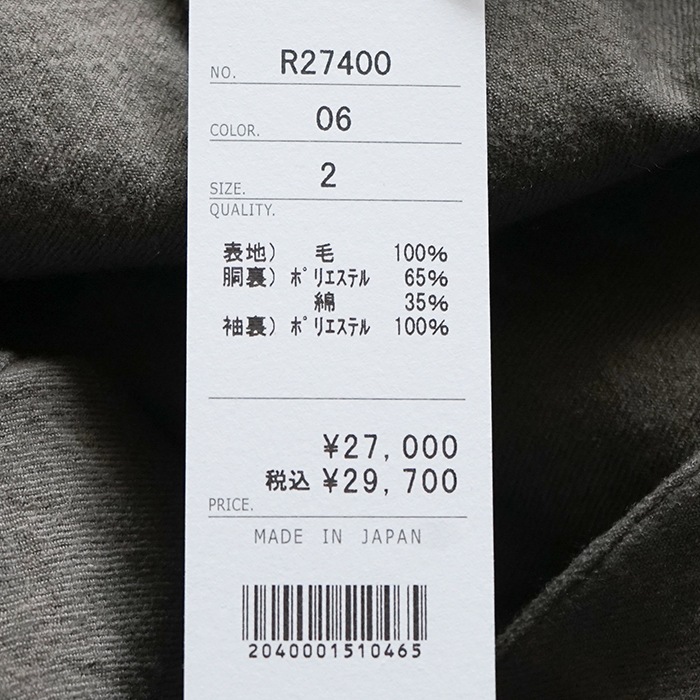 NO. R27400
COLOR. 06
SIZE. 2
QUALITY.
表地) 毛 100%
胴裏) ポリエステル 65%
綿 35%
袖裏) ポリエステル 100%
¥27,000
税込 ¥29,700
PRICE.
MADE IN JAPAN
2040001510465